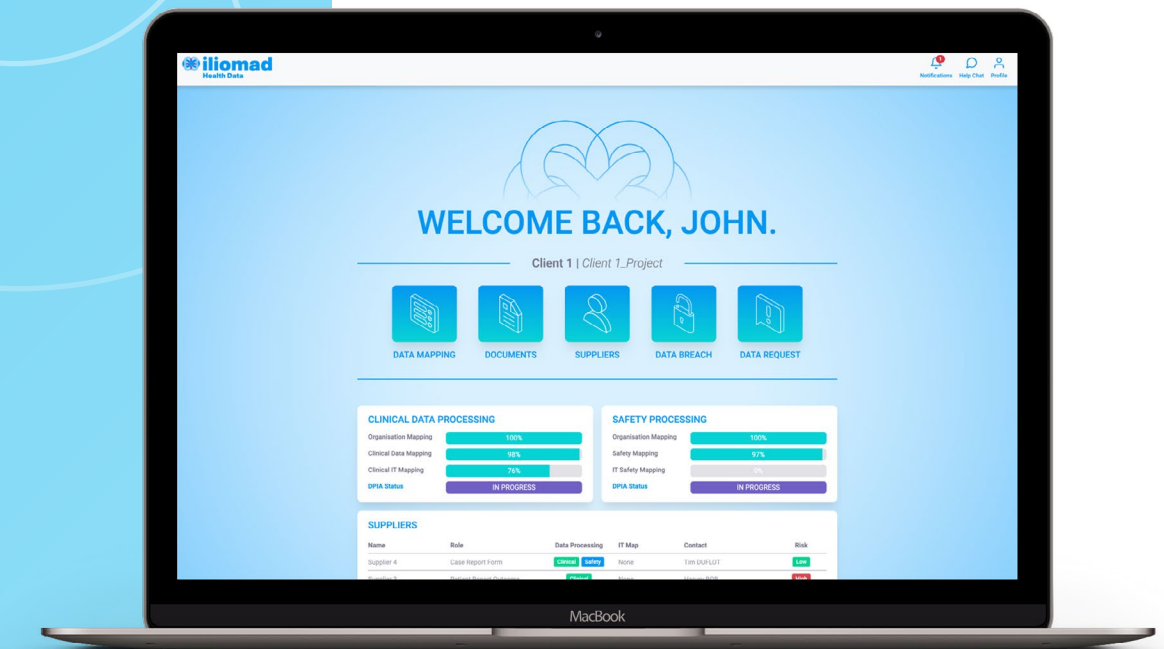 iliomad
Health Data
1
Notifications Help Chat Profile
WELCOME BACK, JOHN.
Client 1 | Client 1_Project
DATA MAPPING DOCUMENTS SUPPLIERS DATA BREACH DATA REQUEST
CLINICAL DATA PROCESSING
Organisation Mapping 100%
Clinical Data Mapping 98%
Clinical IT Mapping 76%
DPIA Status IN PROGRESS
SAFETY PROCESSING
Organisation Mapping 100%
Safety Mapping 97%
IT Safety Mapping 0%
DPIA Status IN PROGRESS
SUPPLIERS
Name Role Data Processing IT Map Contact Risk
Supplier 4 Case Report Form Clinical Safety None Tim DUFLOT Low
MacBook